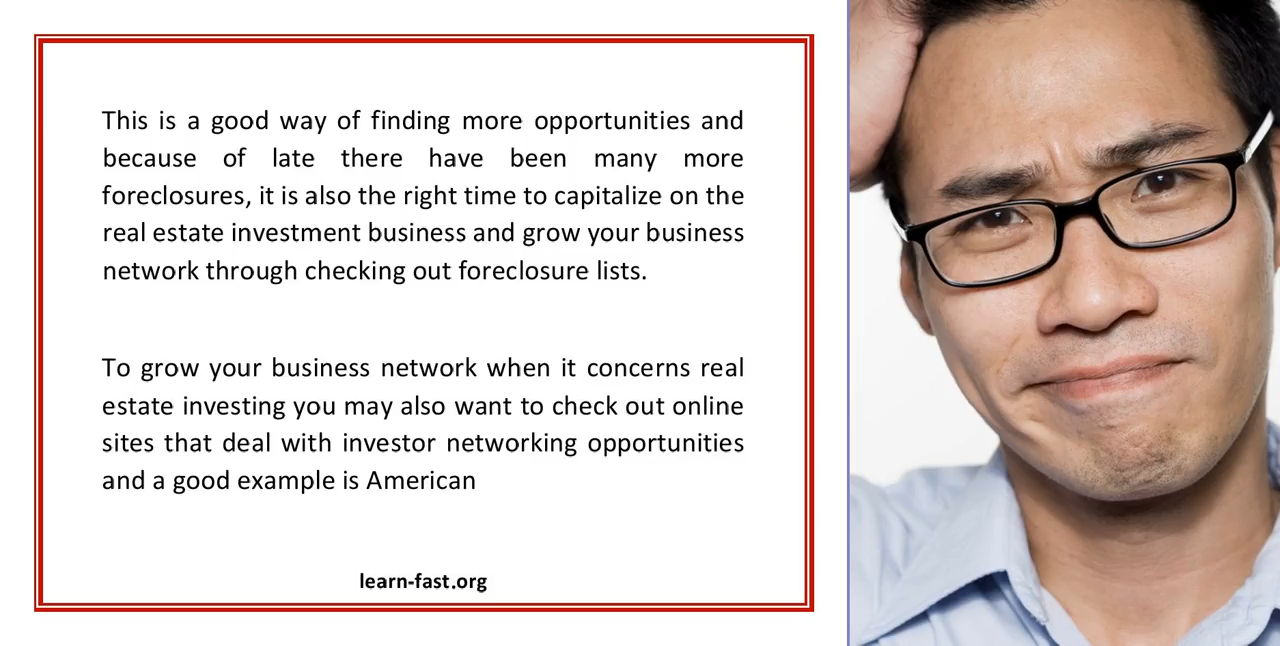 This is a good way of finding more opportunities and
because of late there have been many more
foreclosures, it is also the right time to capitalize on the
real estate investment business and grow your business
network through checking out foreclosure lists.
To grow your business network when it concerns real
estate investing you may also want to check out online
sites that deal with investor networking opportunities
and a good example is American
learn-fast.org